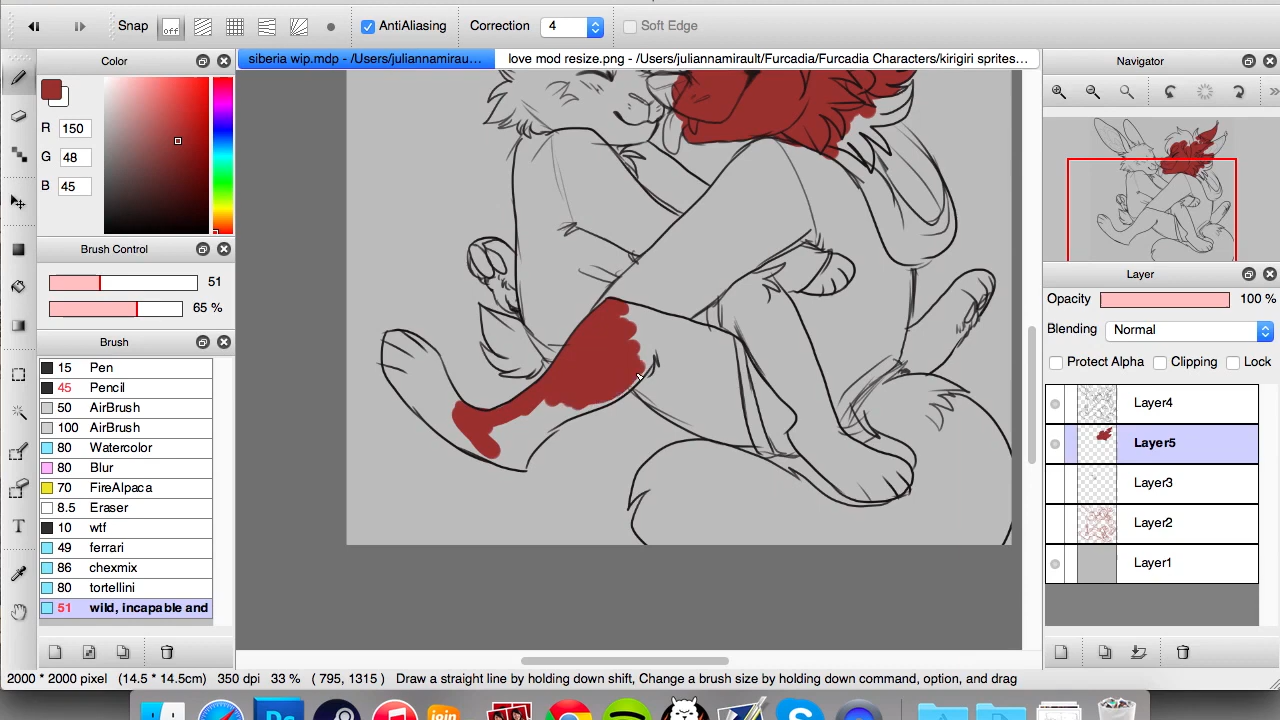 Snap
off
AntiAliasing
Correction
4
Soft Edge
Color
siberia wip.mdp - /Users/juliannamirau...
love mod resize.png - /Users/juliannamirault/Furcadia/Furcadia Characters/kirigiri sprites...
Navigator
R 150
G 48
B 45
Brush Control
51
65 %
Layer
Opacity 100 %
Blending Normal
Protect Alpha Clipping Lock
Brush
15 Pen
45 Pencil
50 AirBrush
100 AirBrush
80 Watercolor
80 Blur
70 FireAlpaca
8.5 Eraser
10 wtf
49 ferrari
86 chexmix
80 tortellini
51 wild, incapable and
T
Layer4
Layer5
Layer3
Layer2
Layer1
2000 * 2000 pixel (14.5 * 14.5cm) 350 dpi 33 % ( 795, 1315 ) Draw a straight line by holding down shift, Change a brush size by holding down command, option, and drag
Ps
join